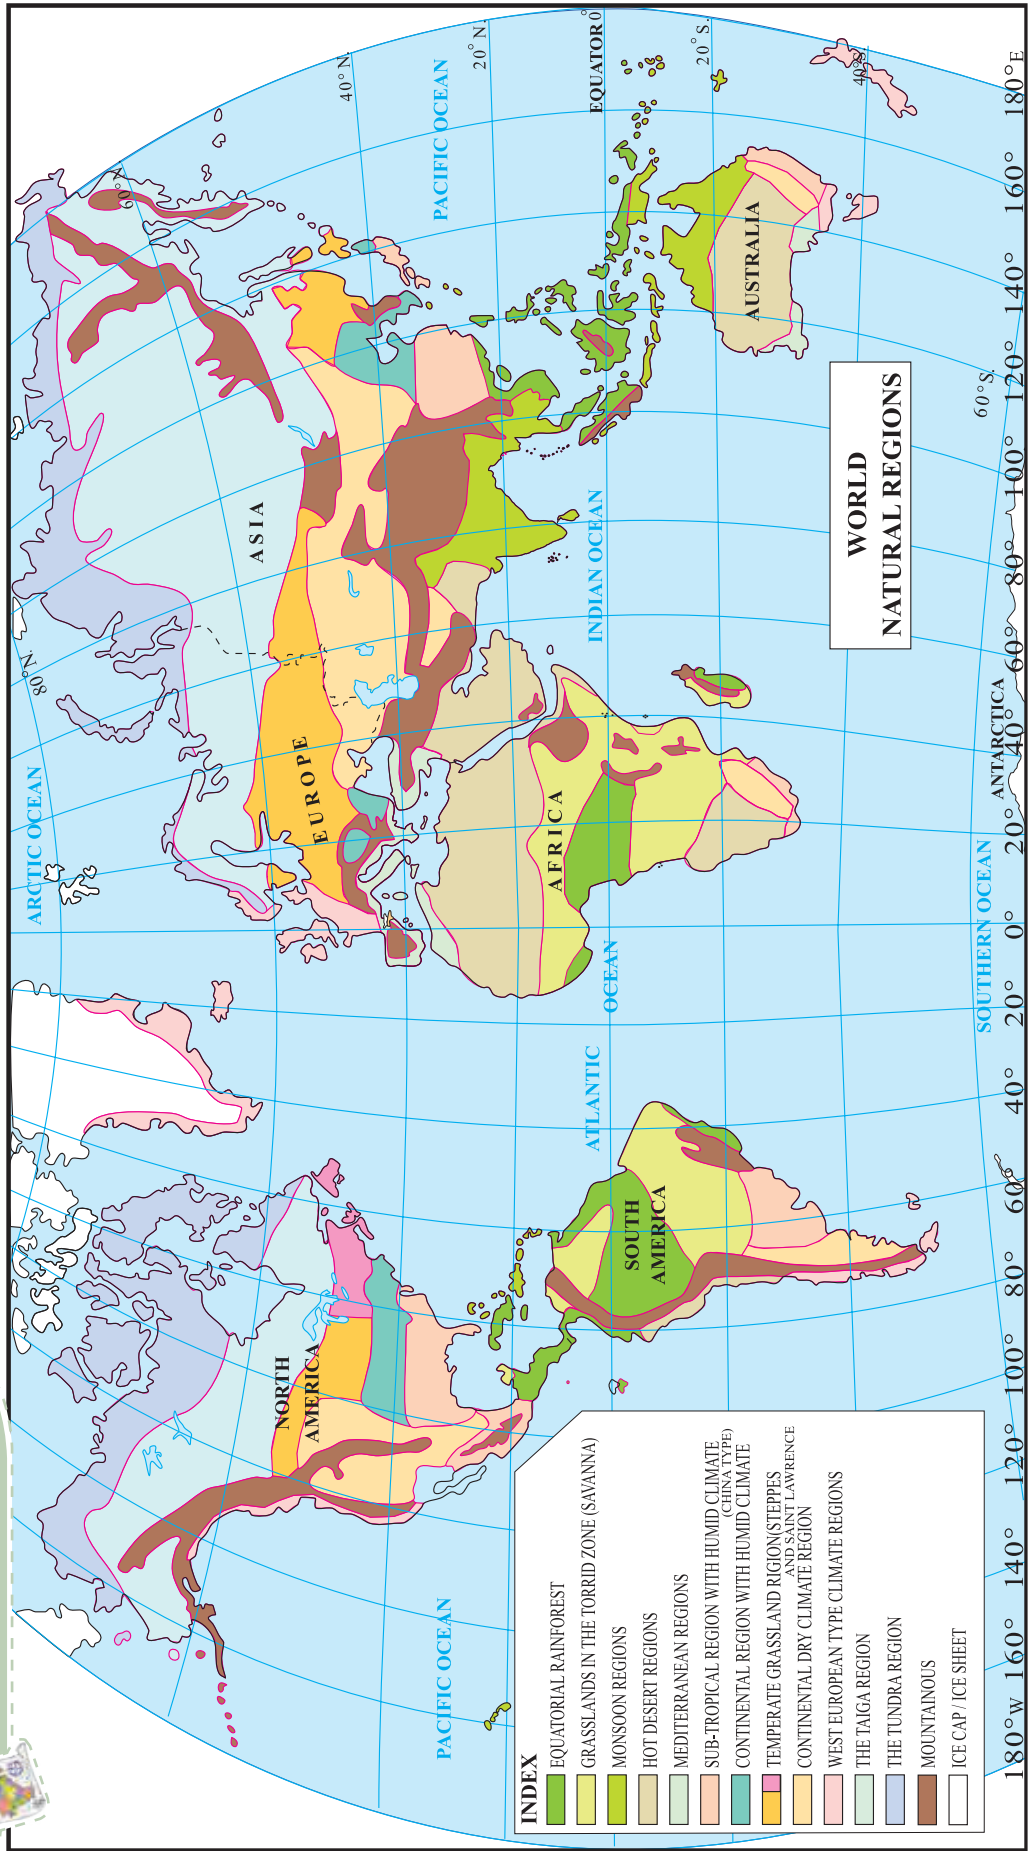 WORLD
NATURAL REGIONS
ARCTIC OCEAN
80° N.
60° N.
40° N.
20° N.
EQUATOR 0°
20° S.
40° S.
60° S.
PACIFIC OCEAN
PACIFIC OCEAN
ATLANTIC
OCEAN
INDIAN OCEAN
SOUTHERN OCEAN
ANTARCTICA
NORTH
AMERICA
SOUTH
AMERICA
EUROPE
ASIA
AFRICA
AUSTRALIA
180°W 160° 140° 120° 100° 80° 60° 40° 20° 0° 20° 40° 60° 80° 100° 120° 140° 160° 180°E
INDEX
EQUATORIAL RAINFOREST
GRASSLANDS IN THE TORRID ZONE (SAVANNA)
MONSOON REGIONS
HOT DESERT REGIONS
MEDITERRANEAN REGIONS
SUB-TROPICAL REGION WITH HUMID CLIMATE
(CHINA TYPE)
CONTINENTAL REGION WITH HUMID CLIMATE
TEMPERATE GRASSLAND RIGION(STEPPES
AND SAINT LAWRENCE
CONTINENTAL DRY CLIMATE REGION
WEST EUROPEAN TYPE CLIMATE REGIONS
THE TAIGA REGION
THE TUNDRA REGION
MOUNTAINOUS
ICE CAP / ICE SHEET